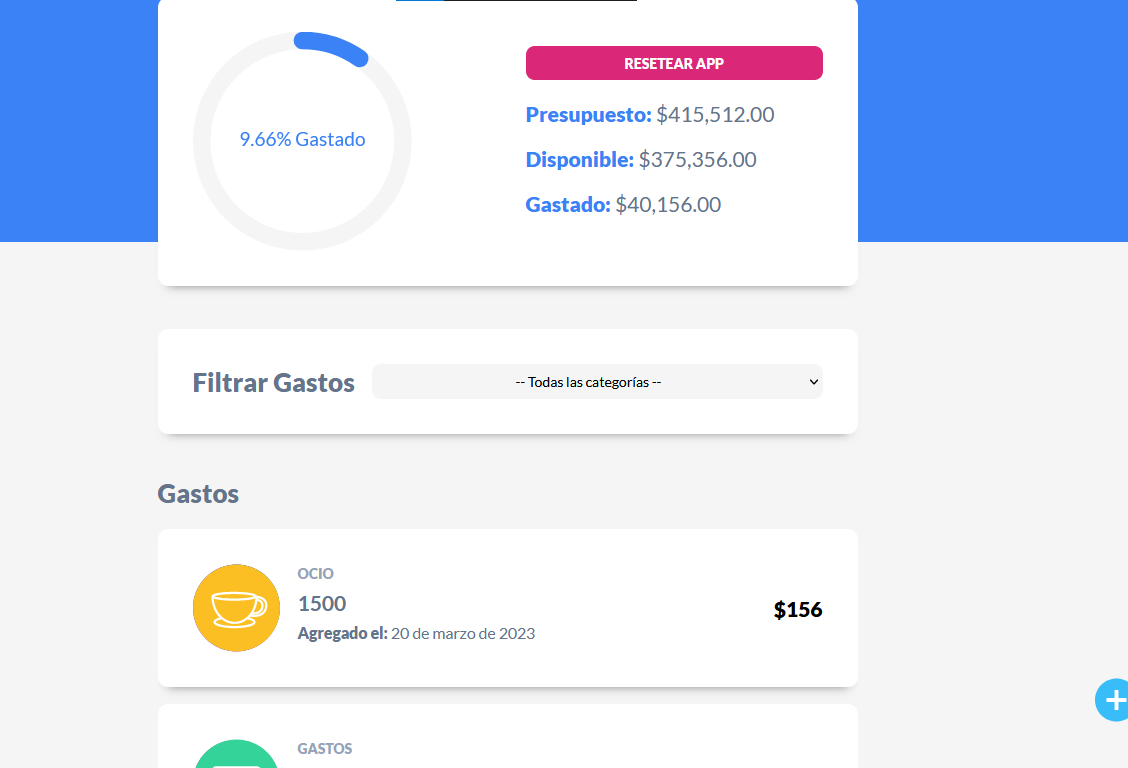 9.66% Gastado
RESETEAR APP
Presupuesto: $415,512.00
Disponible: $375,356.00
Gastado: $40,156.00
Filtrar Gastos
-- Todas las categorías --
Gastos
OCIO
1500
Agregado el: 20 de marzo de 2023
$156
GASTOS